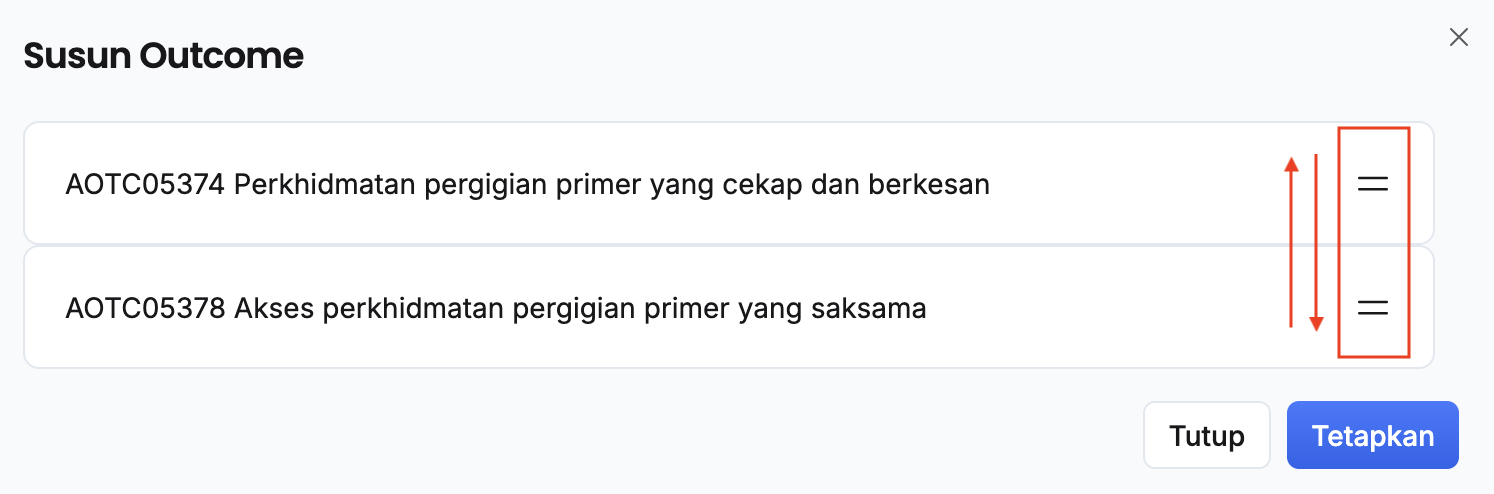 Susun Outcome
AOTC05374 Perkhidmatan pergigian primer yang cekap dan berkesan
AOTC05378 Akses perkhidmatan pergigian primer yang saksama
Tutup
Tetapkan